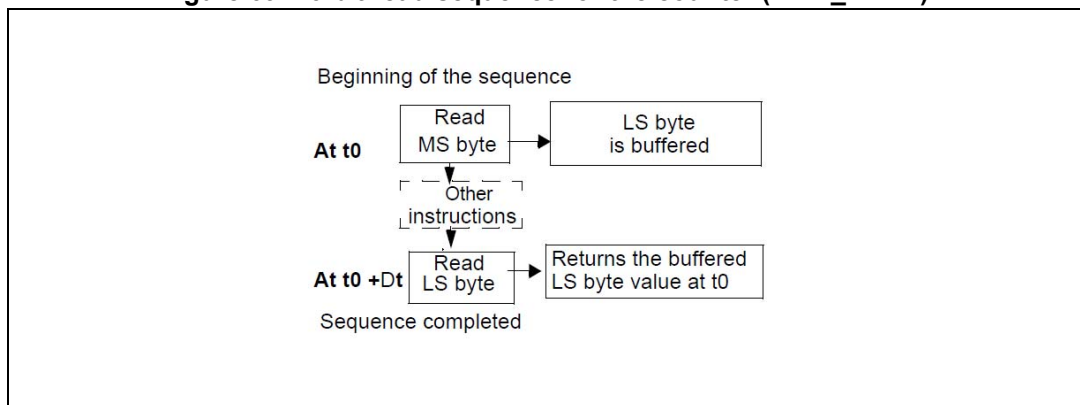 Beginning of the sequence
At t0
Read
MS byte
LS byte
is buffered
Other
instructions
At t0 +Dt
Read
LS byte
Returns the buffered
LS byte value at t0
Sequence completed